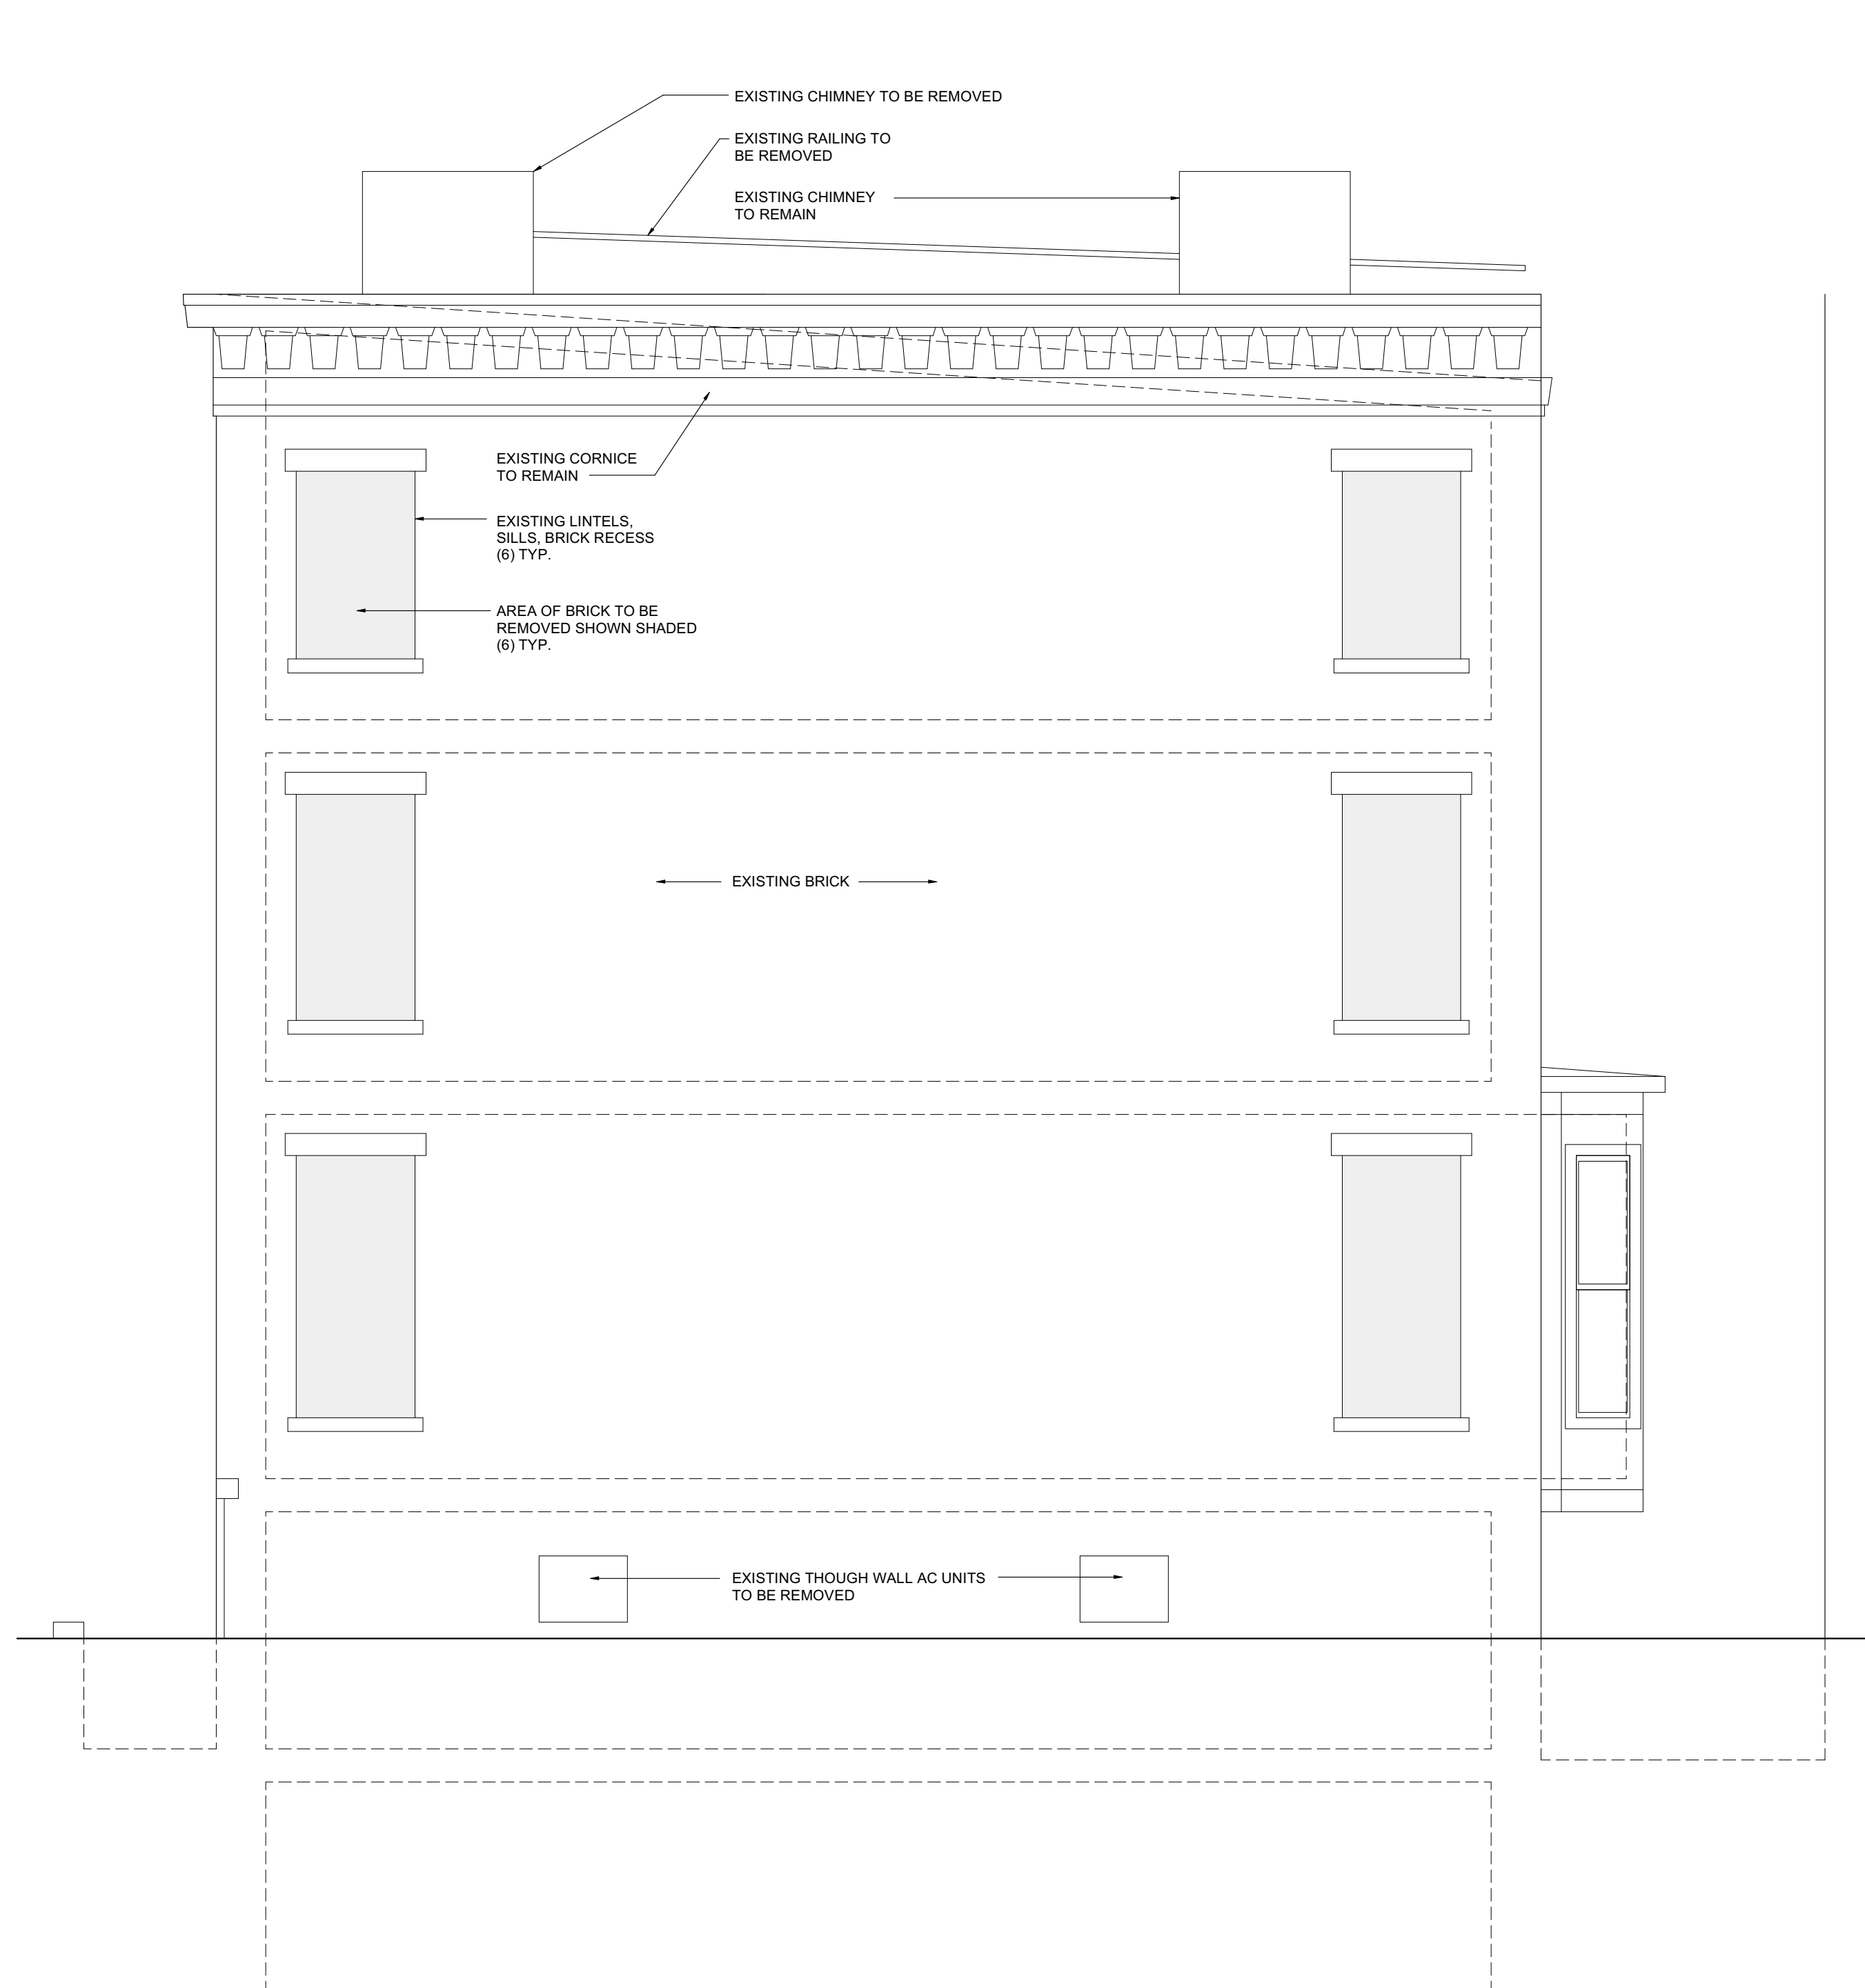 EXISTING CHIMNEY TO BE REMOVED
EXISTING RAILING TO
BE REMOVED
EXISTING CHIMNEY
TO REMAIN
EXISTING CORNICE
TO REMAIN
EXISTING LINTELS,
SILLS, BRICK RECESS
(6) TYP.
AREA OF BRICK TO BE
REMOVED SHOWN SHADED
(6) TYP.
EXISTING BRICK
EXISTING THOUGH WALL AC UNITS
TO BE REMOVED